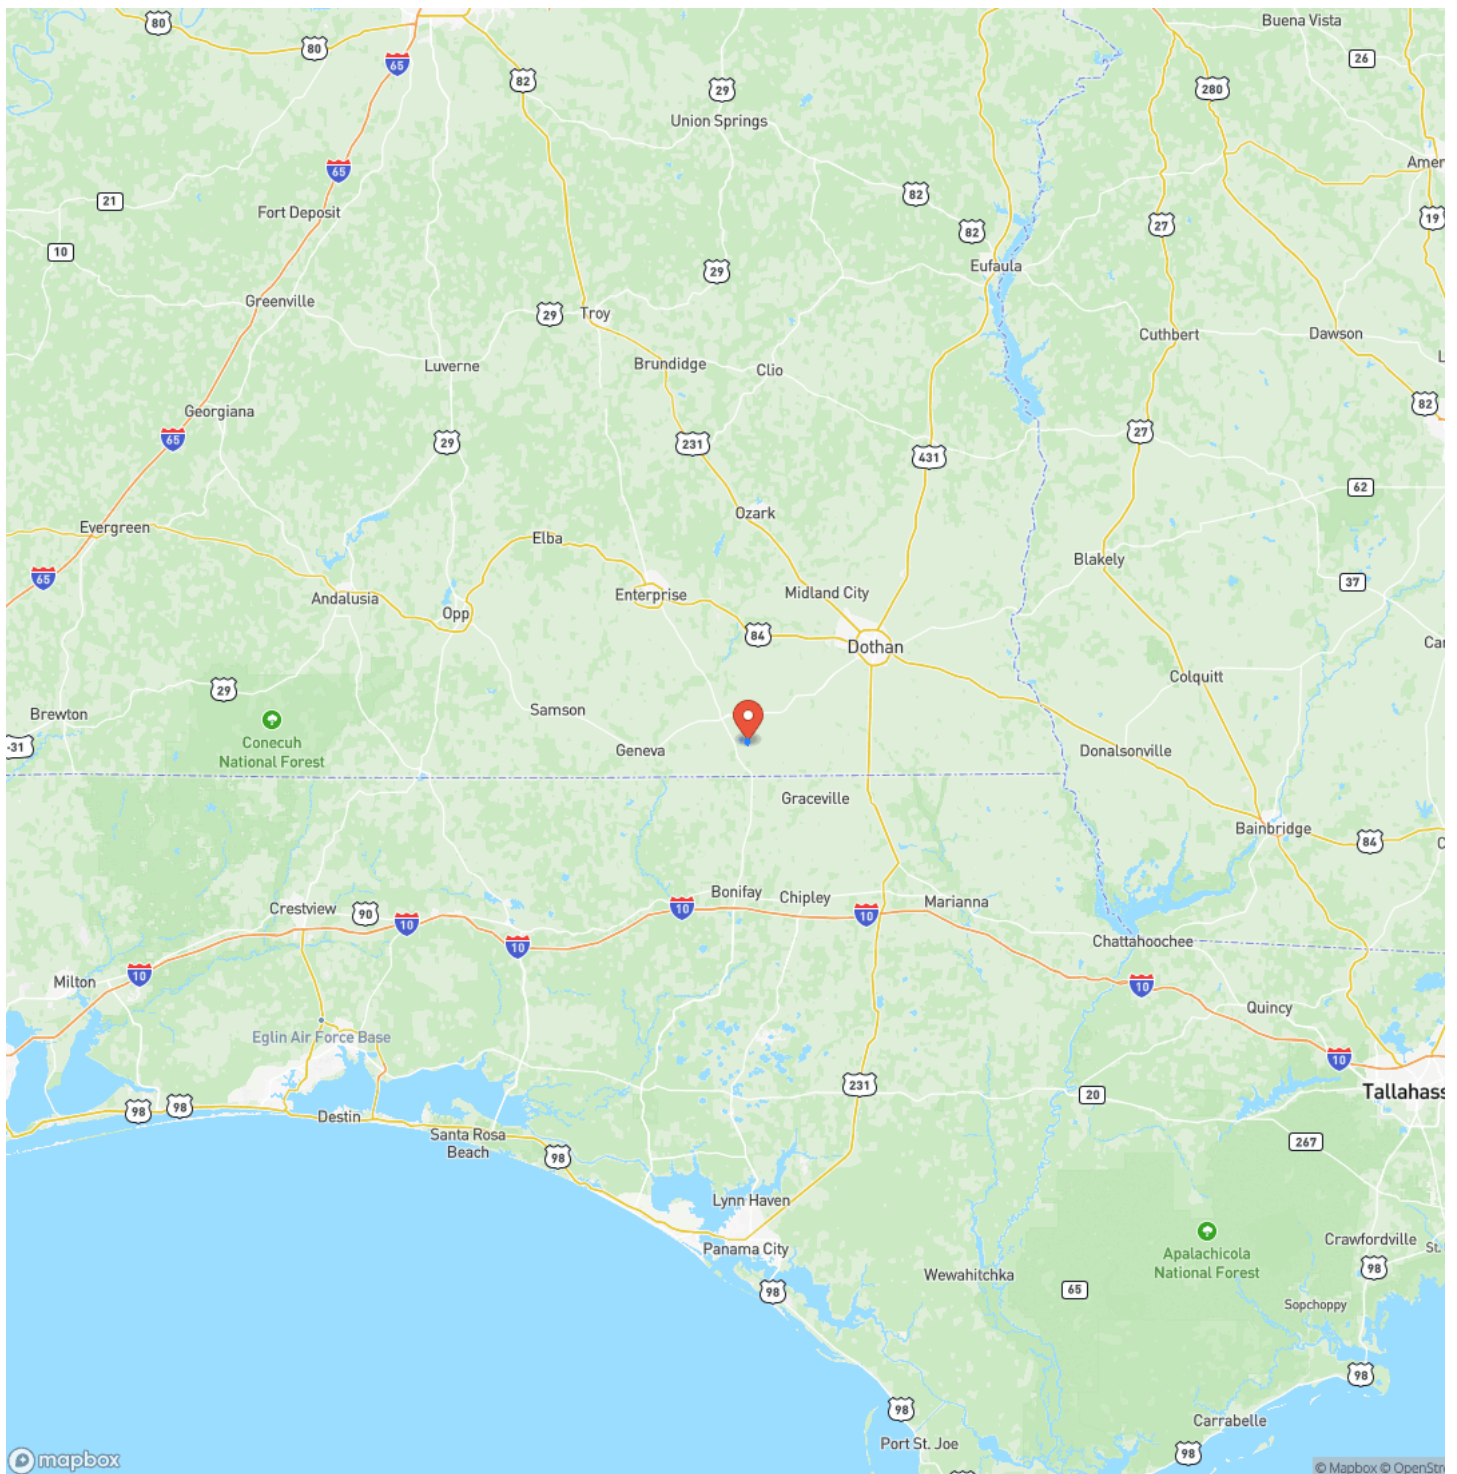 80
80
65
82
29
Union Springs
Buena Vista
26
280
Amer
65
21
Fort Deposit
82
82
27
19
10
29
Eufaula
Greenville
29
Troy
Cuthbert
Dawson
Luverne
Brundidge
Clio
L
82
Georgiana
65
29
231
431
27
62
Evergreen
Ozark
Elba
65
Andalusia
Opp
Enterprise
Midland City
Blakely
37
84
Dothan
Car
29
Brewton
Conecuh
National Forest
Samson
Colquitt
-31
Geneva
Donalsonville
Graceville
Bainbridge
84
C
Crestview
90
10
10
10
Bonifay
Chipley
10
Marianna
Chattahoochee
Milton
10
10
Quincy
Eglin Air Force Base
10
98
98
Destin
231
20
Tallahass
Santa Rosa
Beach
98
267
Lynn Haven
Panama City
Apalachicola
National Forest
Crawfordville
St.
98
98
Wewahitchka
65
Sopchoppy
98
98
Port St. Joe
Carrabelle
98
mapbox
© Mapbox © OpenStre